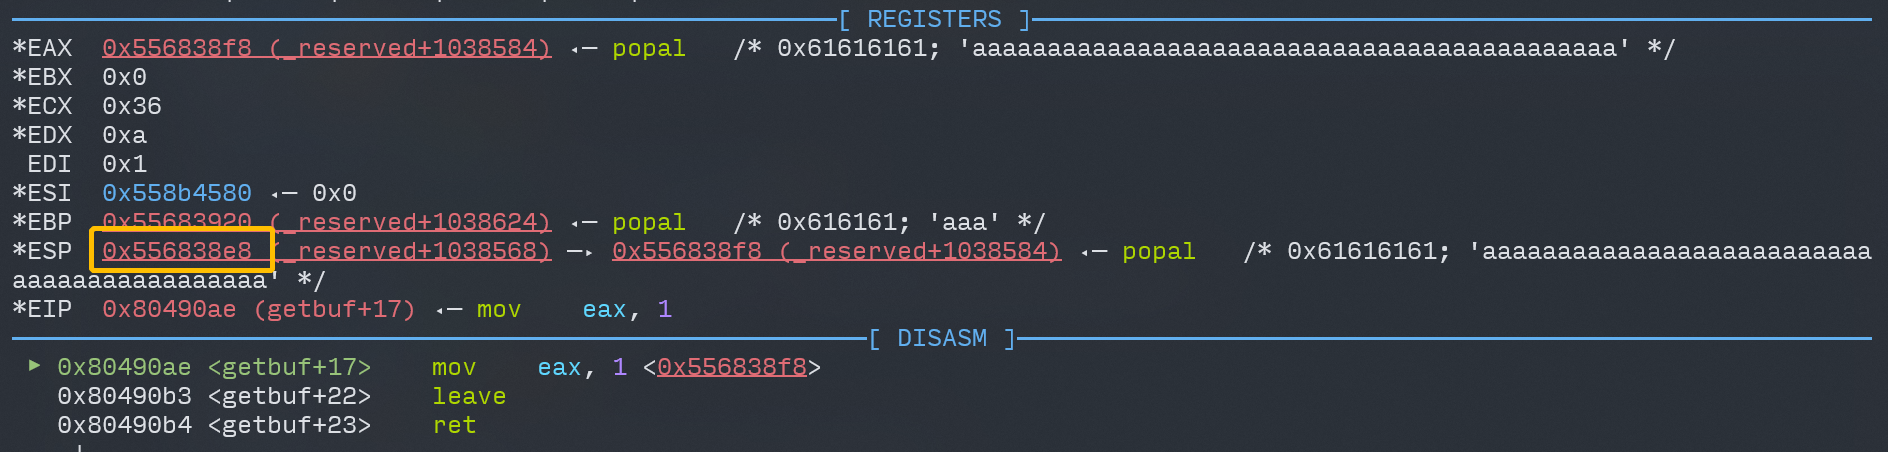 [ REGISTERS ]
*EAX  0x556838f8 (_reserved+1038584) ◂— popal   /* 0x61616161; 'aaaaaaaaaaaaaaaaaaaaaaaaaaaaaaaaaaaaaaaaaaa' */
*EBX  0x0
*ECX  0x36
*EDX  0xa
 EDI  0x1
*ESI  0x558b4580 ◂— 0x0
*EBP  0x55683920 (_reserved+1038624) ◂— popal   /* 0x616161; 'aaa' */
*ESP  0x556838e8 (_reserved+1038568) —▸ 0x556838f8 (_reserved+1038584) ◂— popal   /* 0x61616161; 'aaaaaaaaaaaaaaaaaaaaaaaaaa
aaaaaaaaaaaaaaaaa' */
*EIP  0x80490ae (getbuf+17) ◂— mov    eax, 1
[ DISASM ]
 ► 0x80490ae <getbuf+17>    mov    eax, 1 <0x556838f8>
   0x80490b3 <getbuf+22>    leave
   0x80490b4 <getbuf+23>    ret